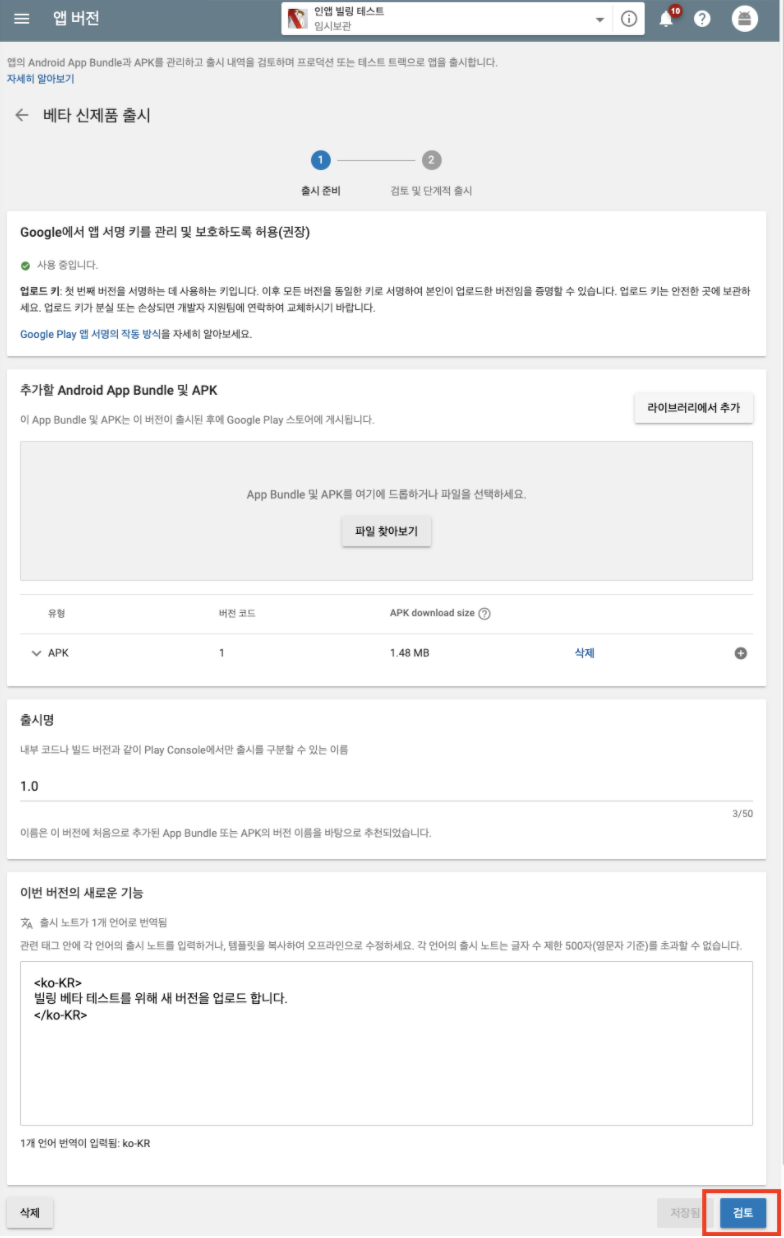 앱 버전
인앱 빌링 테스트
임시보관
10
앱의 Android App Bundle과 APK를 관리하고 출시 내역을 검토하며 프로덕션 또는 테스트 트랙으로 앱을 출시합니다.
자세히 알아보기
베타 신제품 출시
1
2
출시 준비
검토 및 단계적 출시
Google에서 앱 서명 키를 관리 및 보호하도록 허용(권장)
사용 중입니다.
업로드 키: 첫 번째 버전을 서명하는 데 사용하는 키입니다. 이후 모든 버전을 동일한 키로 서명하여 본인이 업로드한 버전임을 증명할 수 있습니다. 업로드 키는 안전한 곳에 보관하
세요. 업로드 키가 분실 또는 손상되면 개발자 지원팀에 연락하여 교체하시기 바랍니다.
Google Play 앱 서명의 작동 방식을 자세히 알아보세요.
추가할 Android App Bundle 및 APK
라이브러리에서 추가
이 App Bundle 및 APK는 이 버전이 출시된 후에 Google Play 스토어에 게시됩니다.
App Bundle 및 APK를 여기에 드롭하거나 파일을 선택하세요.
파일 찾아보기
유형 버전 코드 APK download size
APK 1 1.48 MB 삭제
출시명
내부 코드나 빌드 버전과 같이 Play Console에서만 출시를 구분할 수 있는 이름
1.0
3/50
이름은 이 버전에 처음으로 추가된 App Bundle 또는 APK의 버전 이름을 바탕으로 추천되었습니다.
이번 버전의 새로운 기능
출시 노트가 1개 언어로 번역됨
관련 태그 안에 각 언어의 출시 노트를 입력하거나, 템플릿을 복사하여 오프라인으로 수정하세요. 각 언어의 출시 노트는 글자 수 제한 500자(영문자 기준)를 초과할 수 없습니다.
<ko-KR>
빌링 베타 테스트를 위해 새 버전을 업로드 합니다.
</ko-KR>
1개 언어 번역이 입력됨: ko-KR
삭제
저장됨
검토